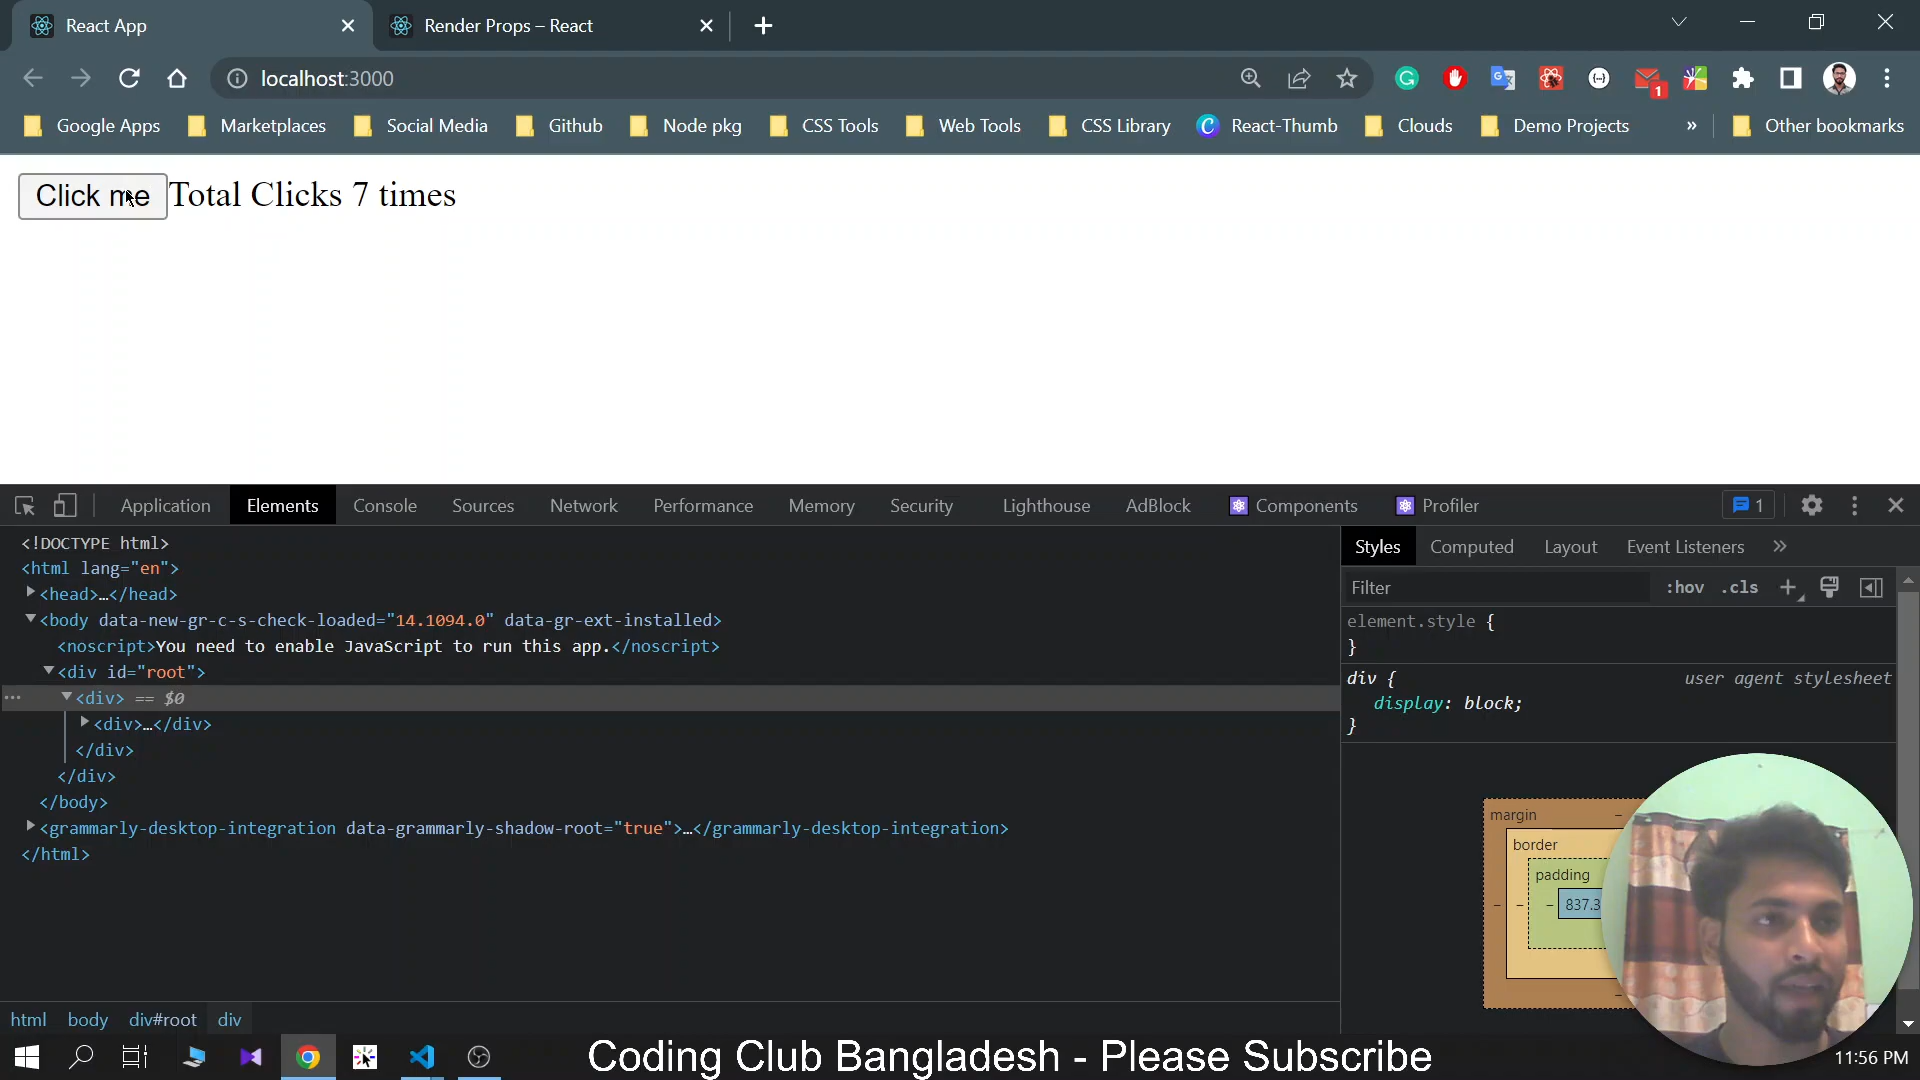 React App
Render Props – React
localhost:3000
1
Google Apps
Marketplaces
Social Media
Github
Node pkg
CSS Tools
Web Tools
CSS Library
React-Thumb
Clouds
Demo Projects
»
Other bookmarks
Click me Total Clicks 7 times
Application
Elements
Console
Sources
Network
Performance
Memory
Security
Lighthouse
AdBlock
Components
Profiler
1
<!DOCTYPE html>
<html lang="en">
<head>…</head>
<body data-new-gr-c-s-check-loaded="14.1094.0" data-gr-ext-installed>
<noscript>You need to enable JavaScript to run this app.</noscript>
<div id="root">
<div> == $0
<div>…</div>
</div>
</div>
</body>
<grammarly-desktop-integration data-grammarly-shadow-root="true">…</grammarly-desktop-integration>
</html>
Styles
Computed
Layout
Event Listeners
»
Filter
:hov
.cls
element.style {
}
div {
user agent stylesheet
display: block;
}
margin
–
border
padding
– – – 837.3
–
html
body
div#root
div
Coding Club Bangladesh - Please Subscribe
11:56 PM